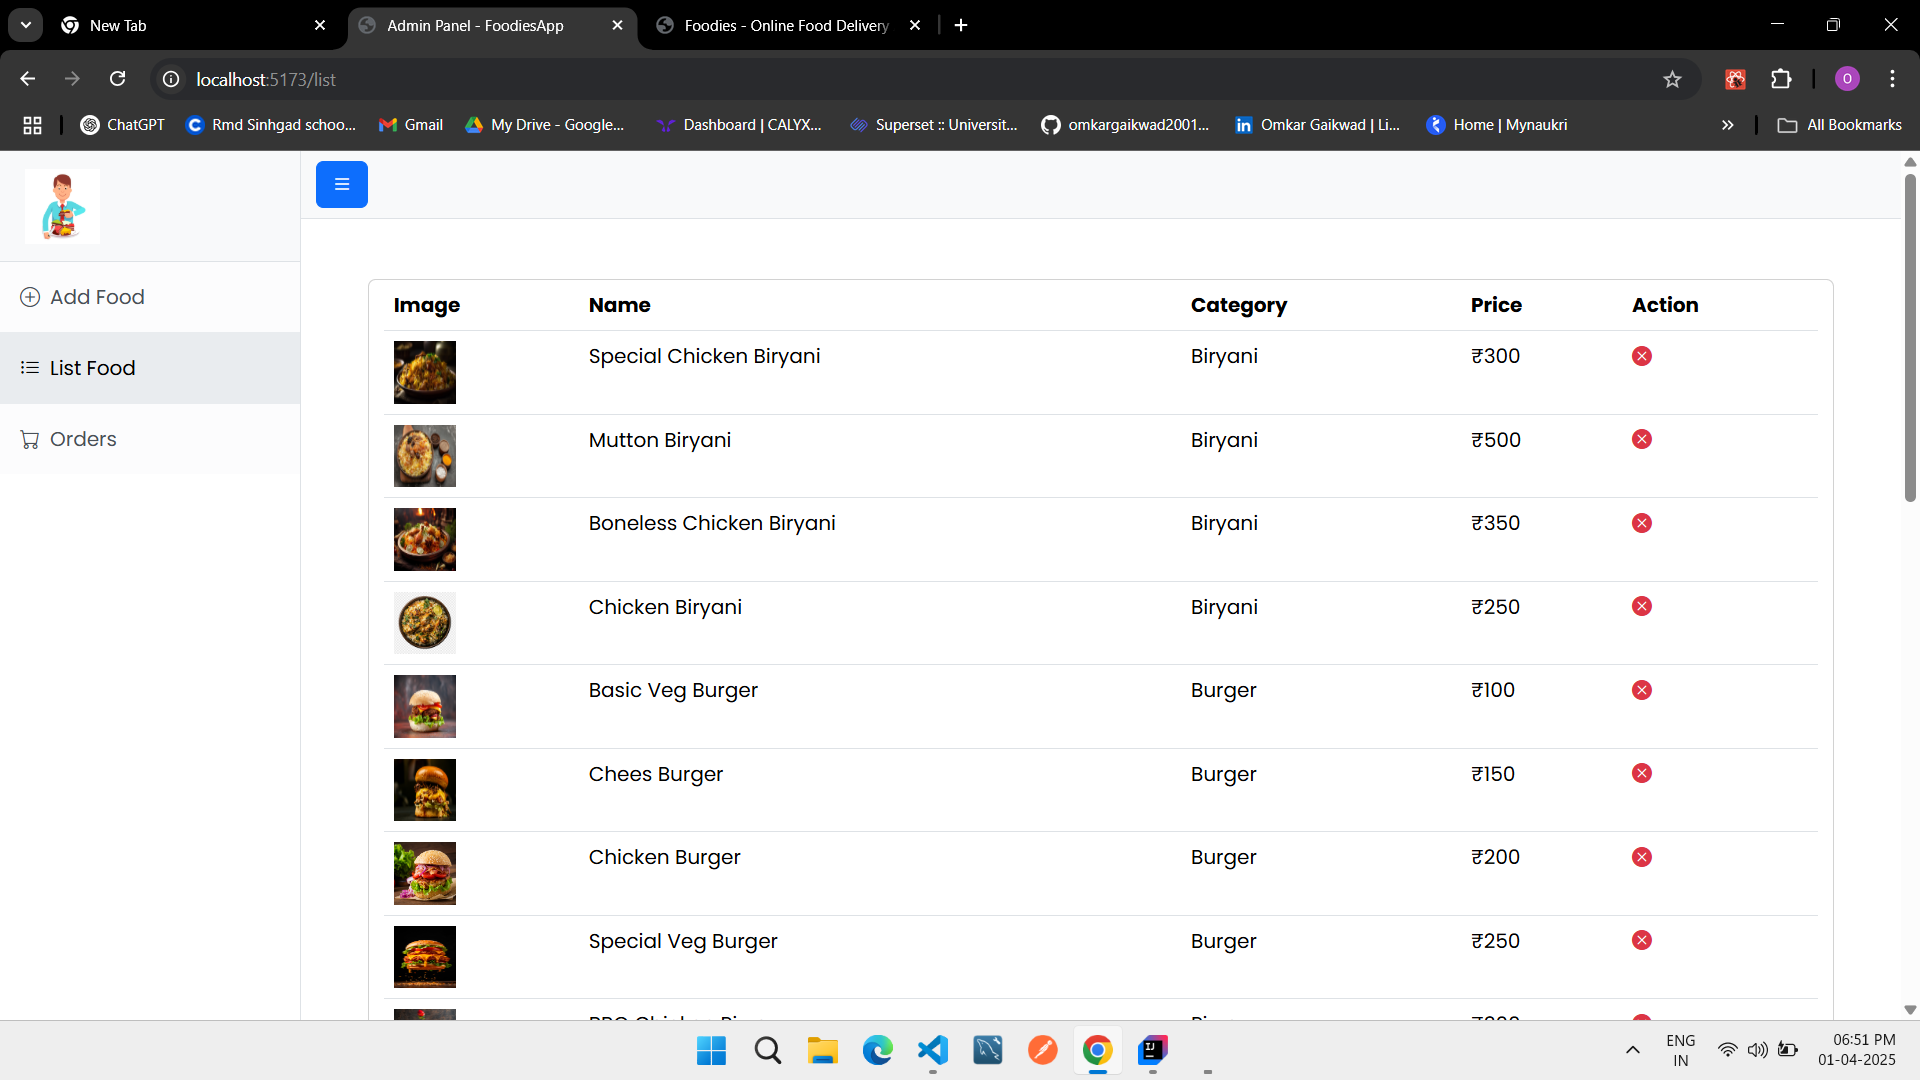 New Tab
Admin Panel - FoodiesApp
Foodies - Online Food Delivery
localhost:5173/list
O
ChatGPT
Rmd Sinhgad schoo...
Gmail
My Drive - Google...
Dashboard | CALYX...
Superset :: Universit...
omkargaikwad2001...
Omkar Gaikwad | Li...
Home | Mynaukri
All Bookmarks
Add Food
List Food
Orders
Image Name Category Price Action
Special Chicken Biryani Biryani ₹300
Mutton Biryani Biryani ₹500
Boneless Chicken Biryani Biryani ₹350
Chicken Biryani Biryani ₹250
Basic Veg Burger Burger ₹100
Chees Burger Burger ₹150
Chicken Burger Burger ₹200
Special Veg Burger Burger ₹250
ENG
IN
06:51 PM
01-04-2025